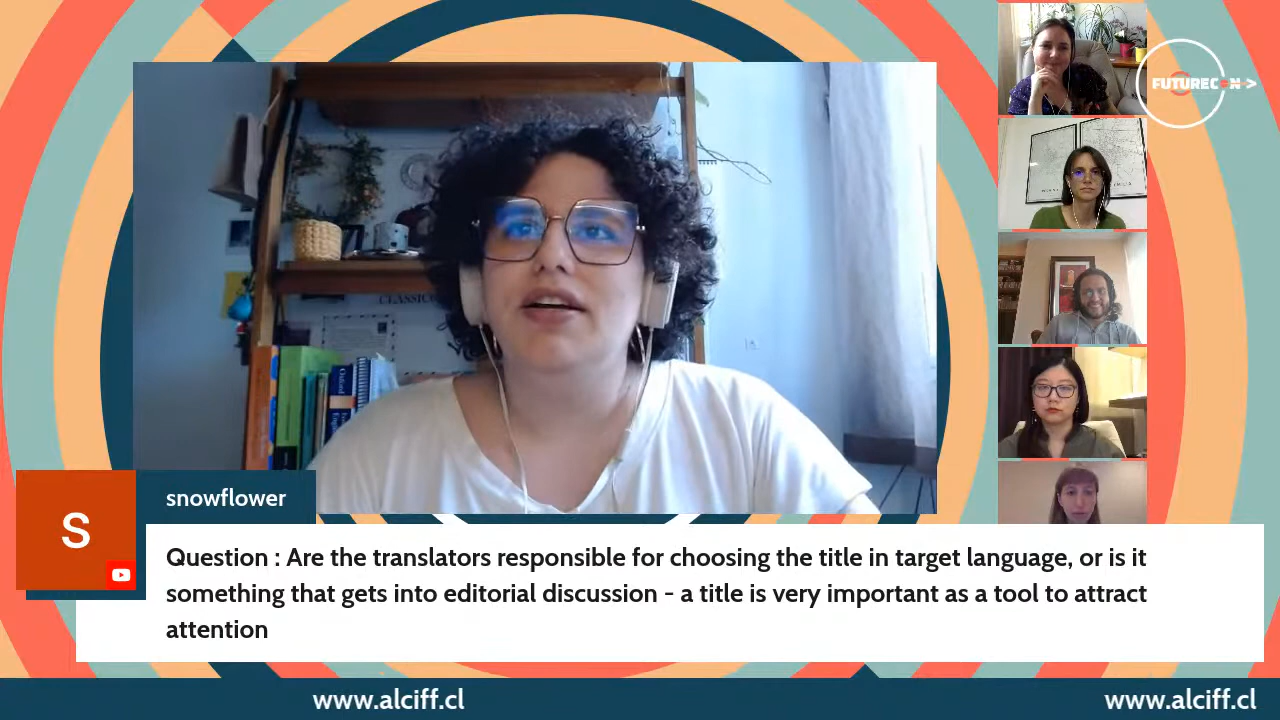 FUTURECON
CLÁSSICO
Oxford
S
snowflower
Question : Are the translators responsible for choosing the title in target language, or is it
something that gets into editorial discussion - a title is very important as a tool to attract
attention
www.alciff.cl
www.alciff.cl